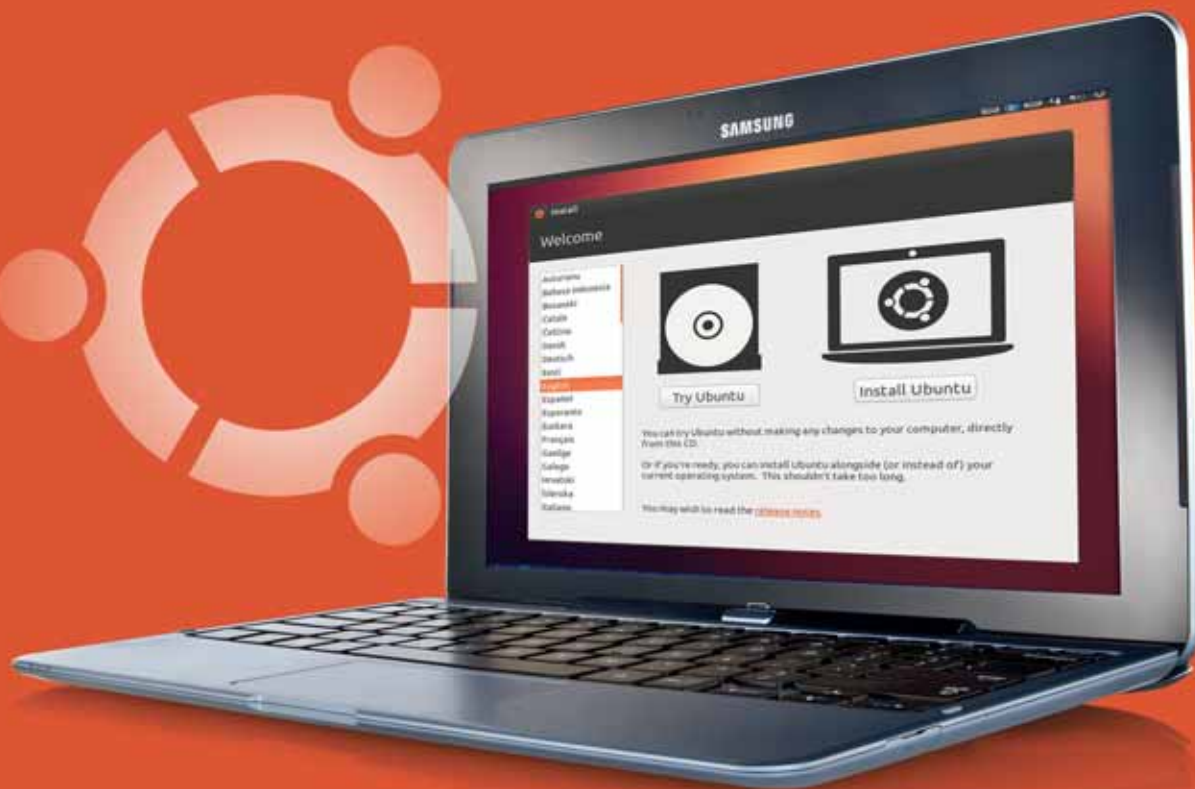 SAMSUNG
Install
Welcome
Asturianu
Bahasa Indonesia
Bosanski
Català
Čeština
Dansk
Deutsch
Eesti
English
Español
Esperanto
Euskara
Français
Gaeilge
Galego
Hrvatski
Íslenska
Italiano
Try Ubuntu
Install Ubuntu
You can try Ubuntu without making any changes to your computer, directly
from this CD.
Or if you're ready, you can install Ubuntu alongside (or instead of) your
current operating system. This shouldn't take too long.
You may wish to read the release notes.